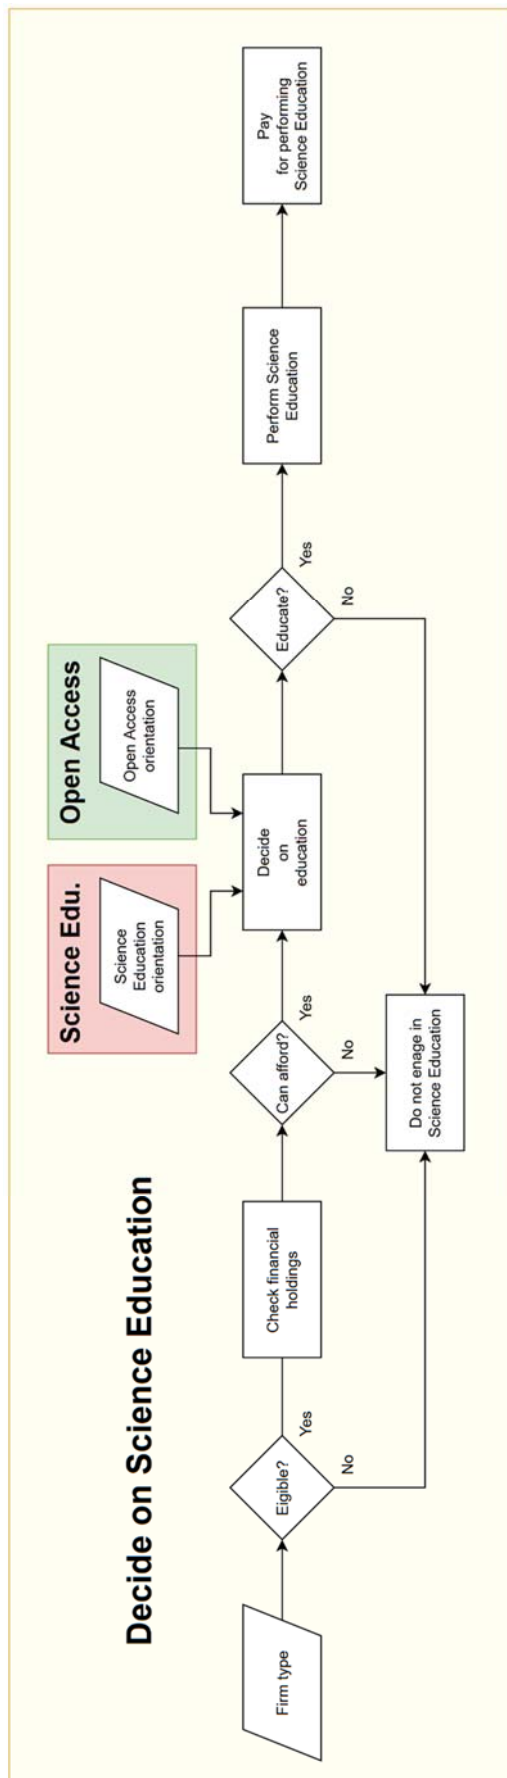 Decide on Science Education
Science Edu.
Open Access
Science
Education
orientation
Open Access
orientation
Firm type
Eigible?
Yes
No
Check financial
holdings
Can afford?
Yes
No
Decide
on
education
Educate?
Yes
No
Perform Science
Education
Pay
for performing
Science Education
Do not enage in
Science Education